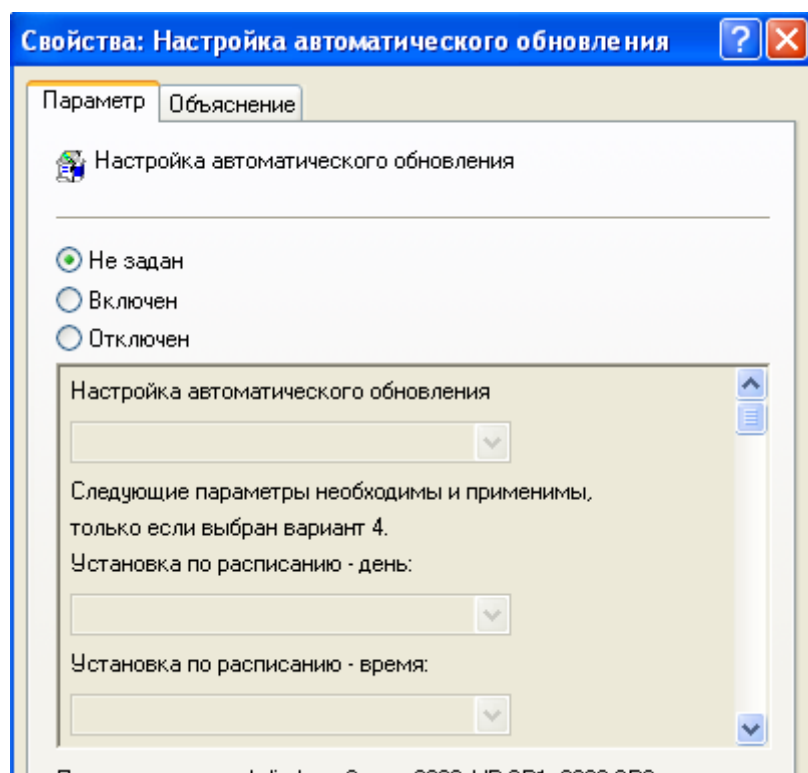 Свойства: Настройка автоматического обновления
Параметр
Объяснение
Настройка автоматического обновления
Не задан
Включен
Отключен
Настройка автоматического обновления
Следующие параметры необходимы и применимы,
только если выбран вариант 4.
Установка по расписанию - день:
Установка по расписанию - время: